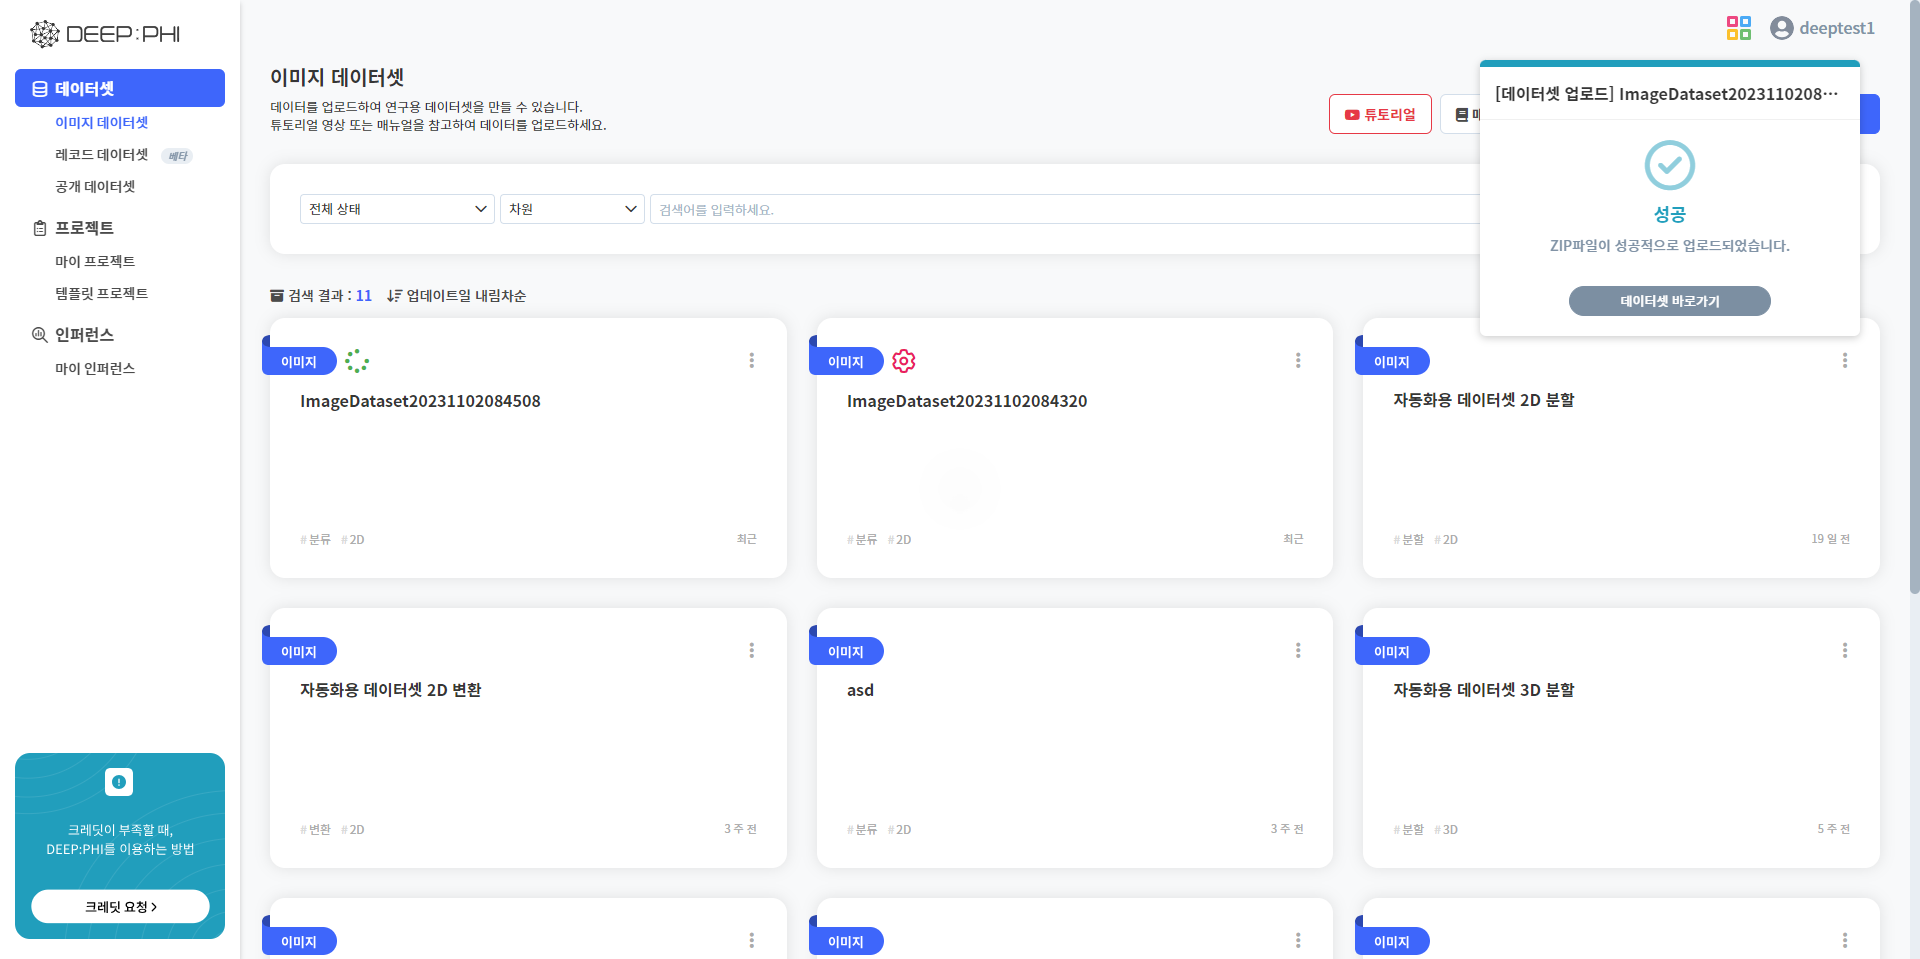 DEEP:PHI
데이터셋
이미지 데이터셋
레코드 데이터셋 베타
공개 데이터셋
프로젝트
마이 프로젝트
템플릿 프로젝트
인퍼런스
마이 인퍼런스
크레딧이 부족할 때,
DEEP:PHI를 이용하는 방법
크레딧 요청
deeptest1
이미지 데이터셋
데이터를 업로드하여 연구용 데이터셋을 만들 수 있습니다.
튜토리얼 영상 또는 매뉴얼을 참고하여 데이터를 업로드하세요.
튜토리얼
[데이터셋 업로드] ImageDataset2023110208···
성공
ZIP파일이 성공적으로 업로드되었습니다.
데이터셋 바로가기
전체 상태 차원 검색어를 입력하세요.
검색 결과 : 11 업데이트일 내림차순
이미지
ImageDataset20231102084508
#분류 #2D 최근
이미지
ImageDataset20231102084320
#분류 #2D 최근
이미지
자동화용 데이터셋 2D 분할
#분할 #2D 19 일 전
이미지
자동화용 데이터셋 2D 변환
#변환 #2D 3 주 전
이미지
asd
#분류 #2D 3 주 전
이미지
자동화용 데이터셋 3D 분할
#분할 #3D 5 주 전
이미지
이미지
이미지